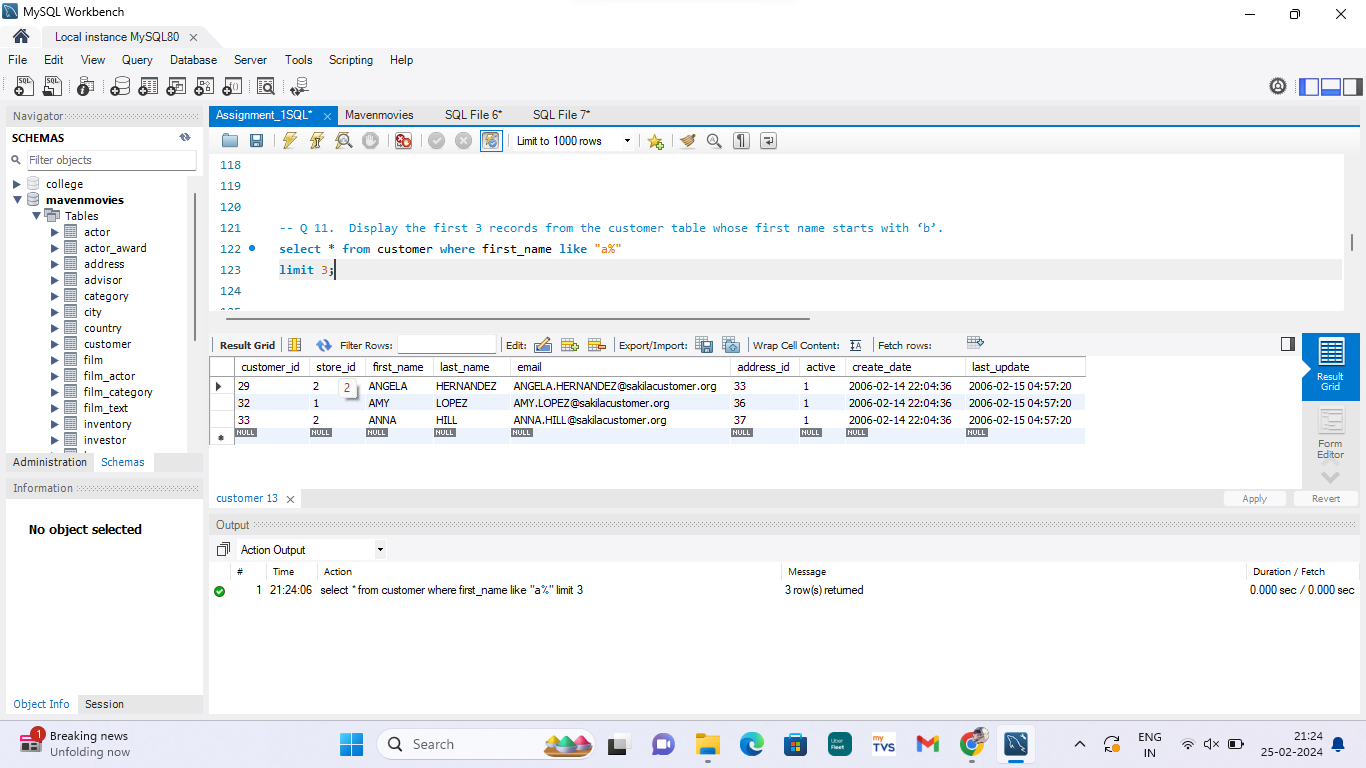 MySQL Workbench
Local instance MySQL80
File Edit View Query Database Server Tools Scripting Help
Navigator
SCHEMAS
Filter objects
college
mavenmovies
Tables
actor
actor_award
address
advisor
category
city
country
customer
film
film_actor
film_category
film_text
inventory
investor
Administration Schemas
Information
No object selected
Object Info Session
Assignment_1SQL* Mavenmovies SQL File 6* SQL File 7*
Limit to 1000 rows
118
119
120
121 -- Q 11.  Display the first 3 records from the customer table whose first name starts with ‘b’.
122 select * from customer where first_name like "a%"
123 limit 3;
124
125
Result Grid Filter Rows: Edit: Export/Import: Wrap Cell Content: Fetch rows:
customer_id store_id first_name last_name email address_id active create_date last_update
29 2 ANGELA HERNANDEZ ANGELA.HERNANDEZ@sakilacustomer.org 33 1 2006-02-14 22:04:36 2006-02-15 04:57:20
2
32 1 AMY LOPEZ AMY.LOPEZ@sakilacustomer.org 36 1 2006-02-14 22:04:36 2006-02-15 04:57:20
33 2 ANNA HILL ANNA.HILL@sakilacustomer.org 37 1 2006-02-14 22:04:36 2006-02-15 04:57:20
NULL NULL NULL NULL NULL NULL NULL NULL NULL
Result
Grid
Form
Editor
customer 13
Apply Revert
Output
Action Output
# Time Action Message Duration / Fetch
1 21:24:06 select * from customer where first_name like "a%" limit 3 3 row(s) returned 0.000 sec / 0.000 sec
1
Breaking news
Unfolding now
Search
Uber
Fleet
my
TVS
ENG
IN
21:24
25-02-2024